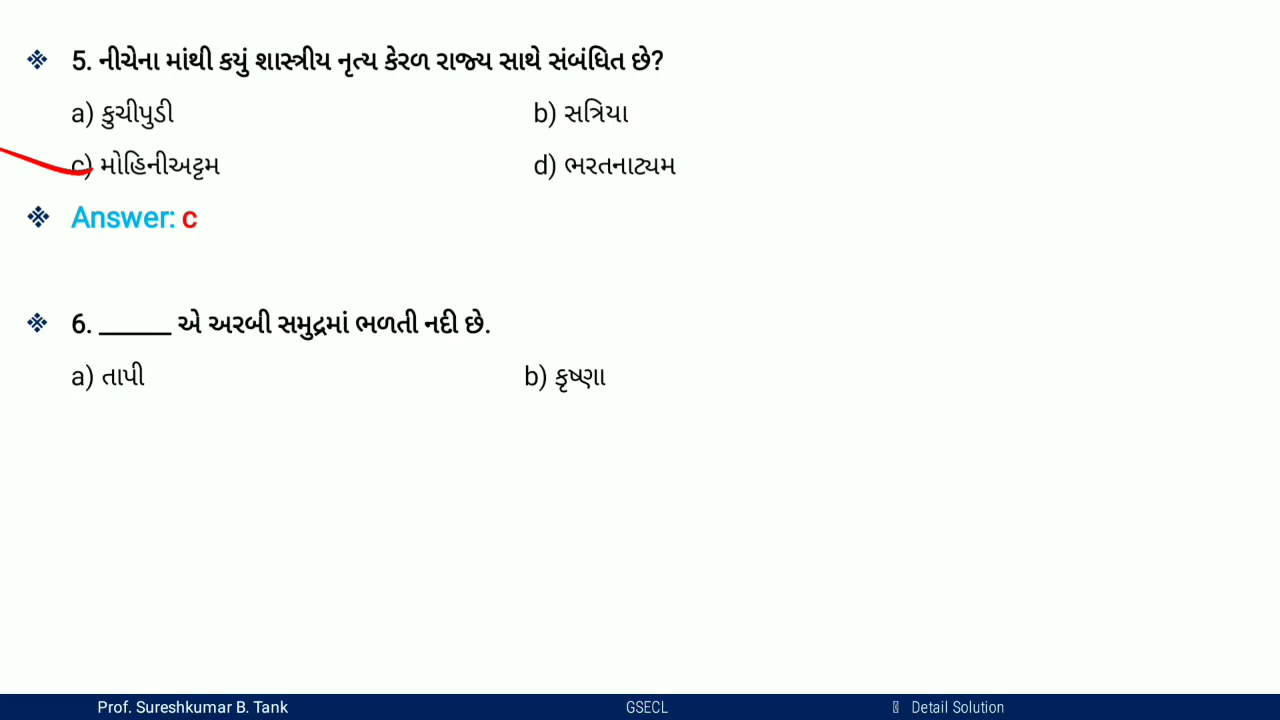 ❖ 5. નીચેના માંથી કયું શાસ્ત્રીય નૃત્ય કેરળ રાજ્ય સાથે સંબંધિત છે?
a) કુચીપુડી b) સત્રિયા
c) મોહિનીઅટ્ટમ d) ભરતનાટ્યમ
❖ Answer: c
❖ 6. ______ એ અરબી સમુદ્રમાં ભળતી નદી છે.
a) તાપી b) કૃષ્ણા
Prof. Sureshkumar B. Tank GSECL Detail Solution